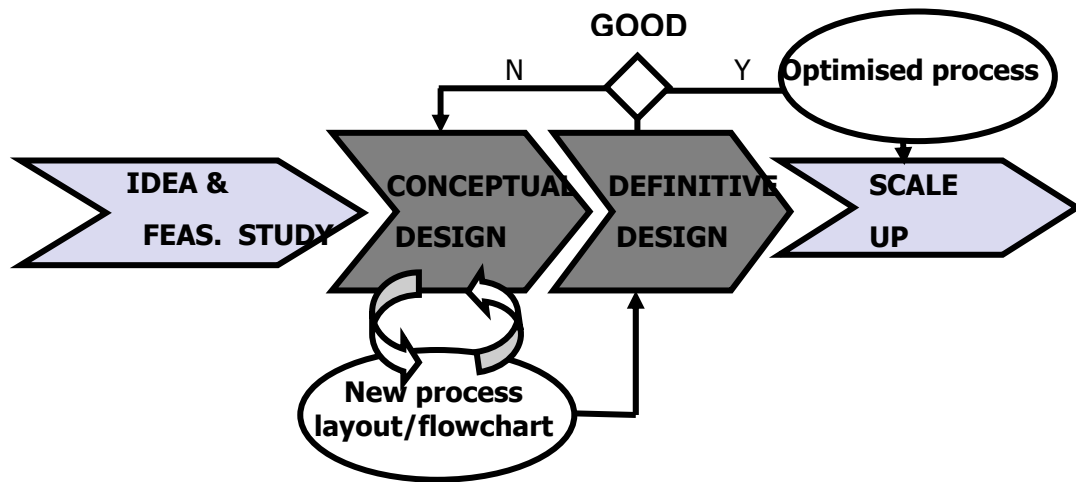 GOOD
N
Y
Optimised process
IDEA &
FEAS. STUDY
CONCEPTUAL
DESIGN
DEFINITIVE
DESIGN
SCALE
UP
New process
layout/flowchart